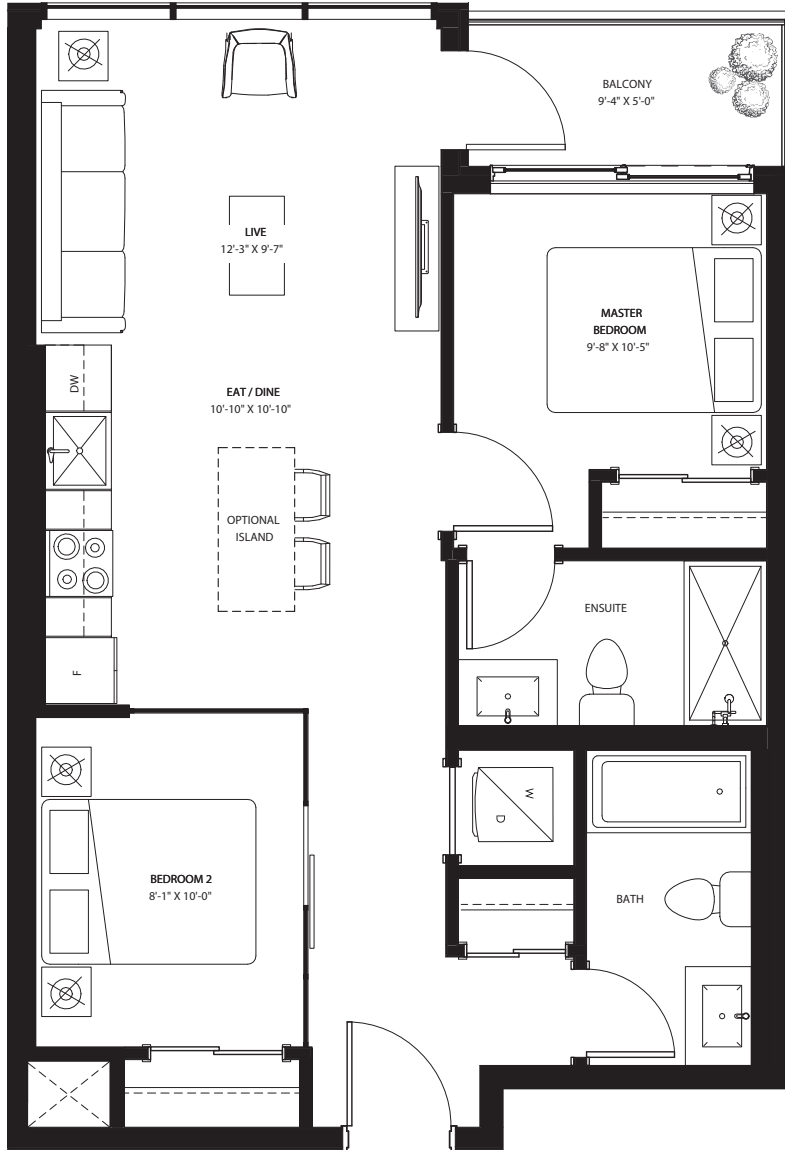 BALCONY
9'-4" X 5'-0"
LIVE
12'-3" X 9'-7"
MASTER
BEDROOM
9'-8" X 10'-5"
DW
EAT / DINE
10'-10" X 10'-10"
OPTIONAL
ISLAND
ENSUITE
F
W
D
BEDROOM 2
8'-1" X 10'-0"
BATH